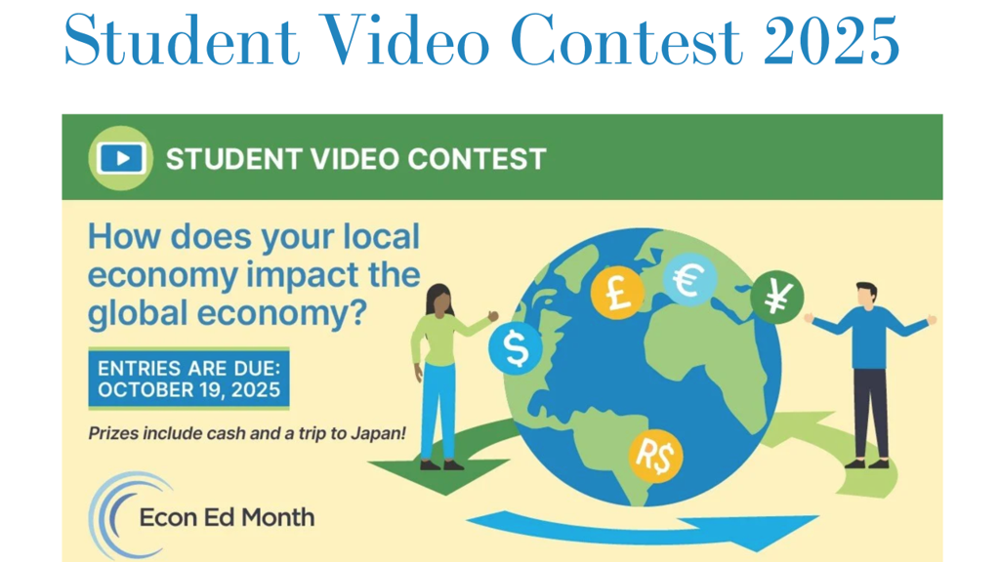 Student Video Contest 2025
STUDENT VIDEO CONTEST
How does your local
economy impact the
global economy?
ENTRIES ARE DUE:
OCTOBER 19, 2025
Prizes include cash and a trip to Japan!
Econ Ed Month
$
£
€
¥
R$